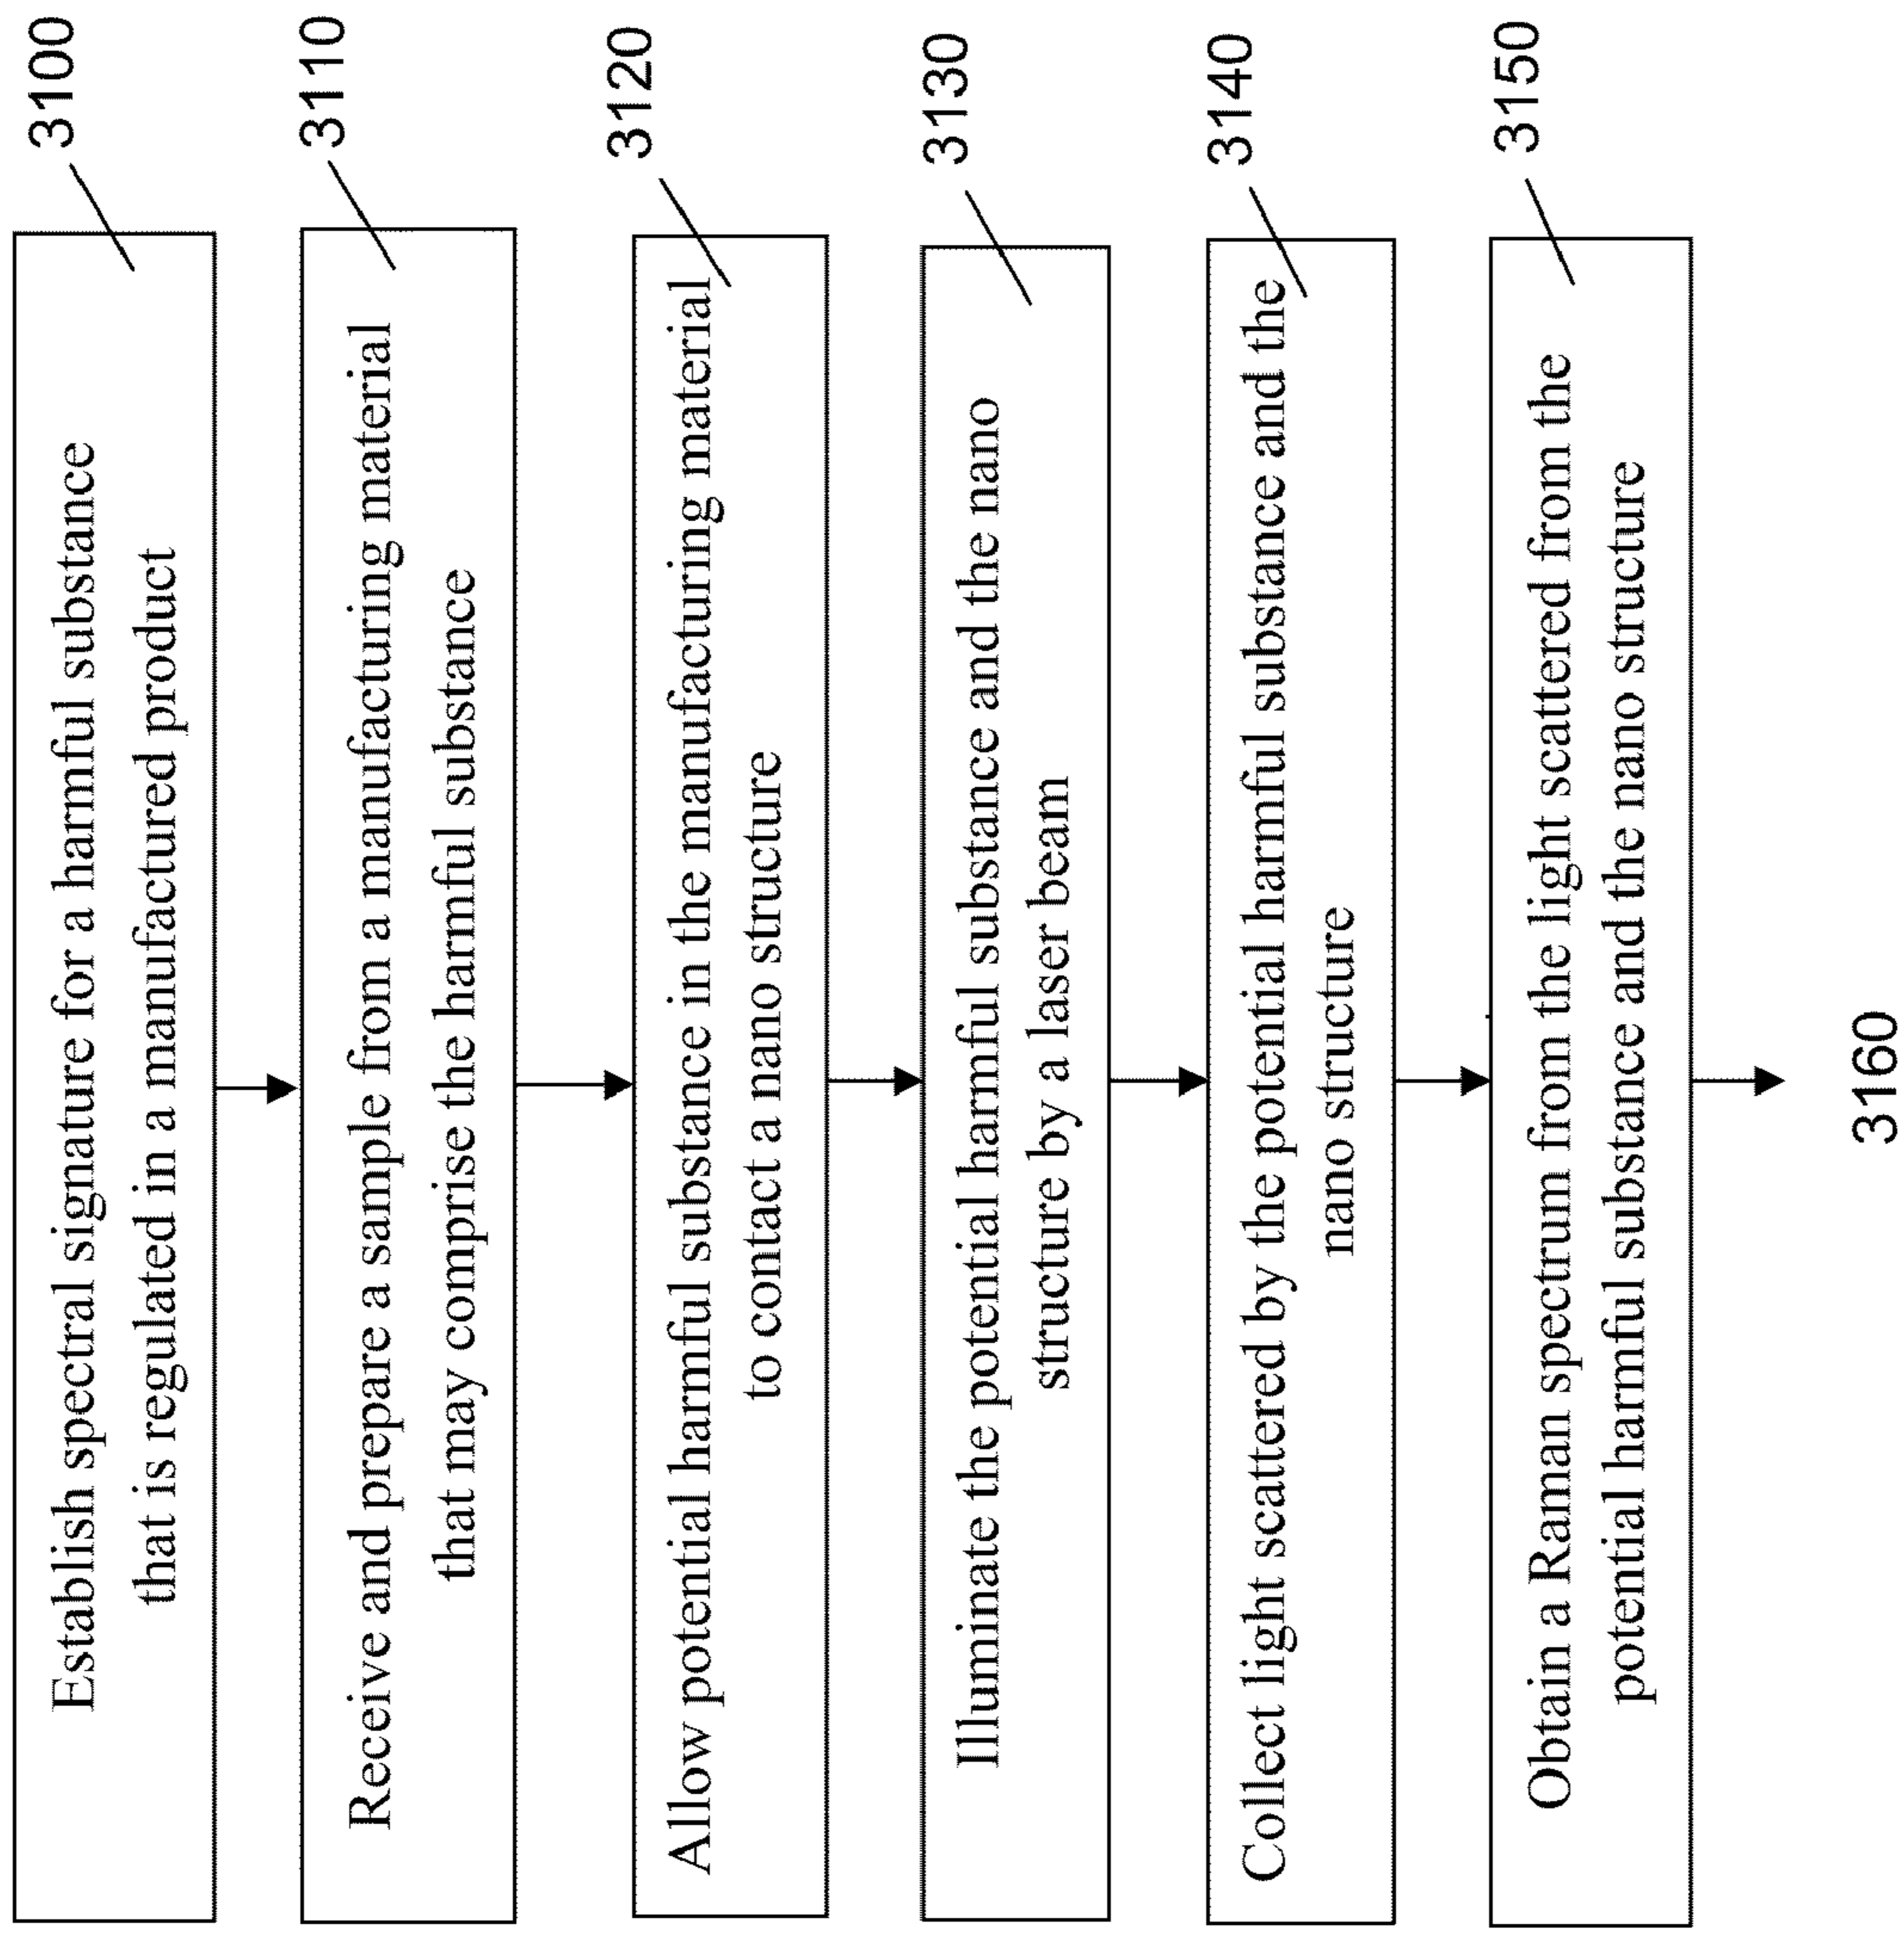 Establish spectral signature for a harmful substance
that is regulated in a manufactured product
3100
Receive and prepare a sample from a manufacturing material
that may comprise the harmful substance
3110
Allow potential harmful substance in the manufacturing material
to contact a nano structure
3120
Illuminate the potential harmful substance and the nano
structure by a laser beam
3130
Collect light scattered by the potential harmful substance and the
nano structure
3140
Obtain a Raman spectrum from the light scattered from the
potential harmful substance and the nano structure
3150
3160